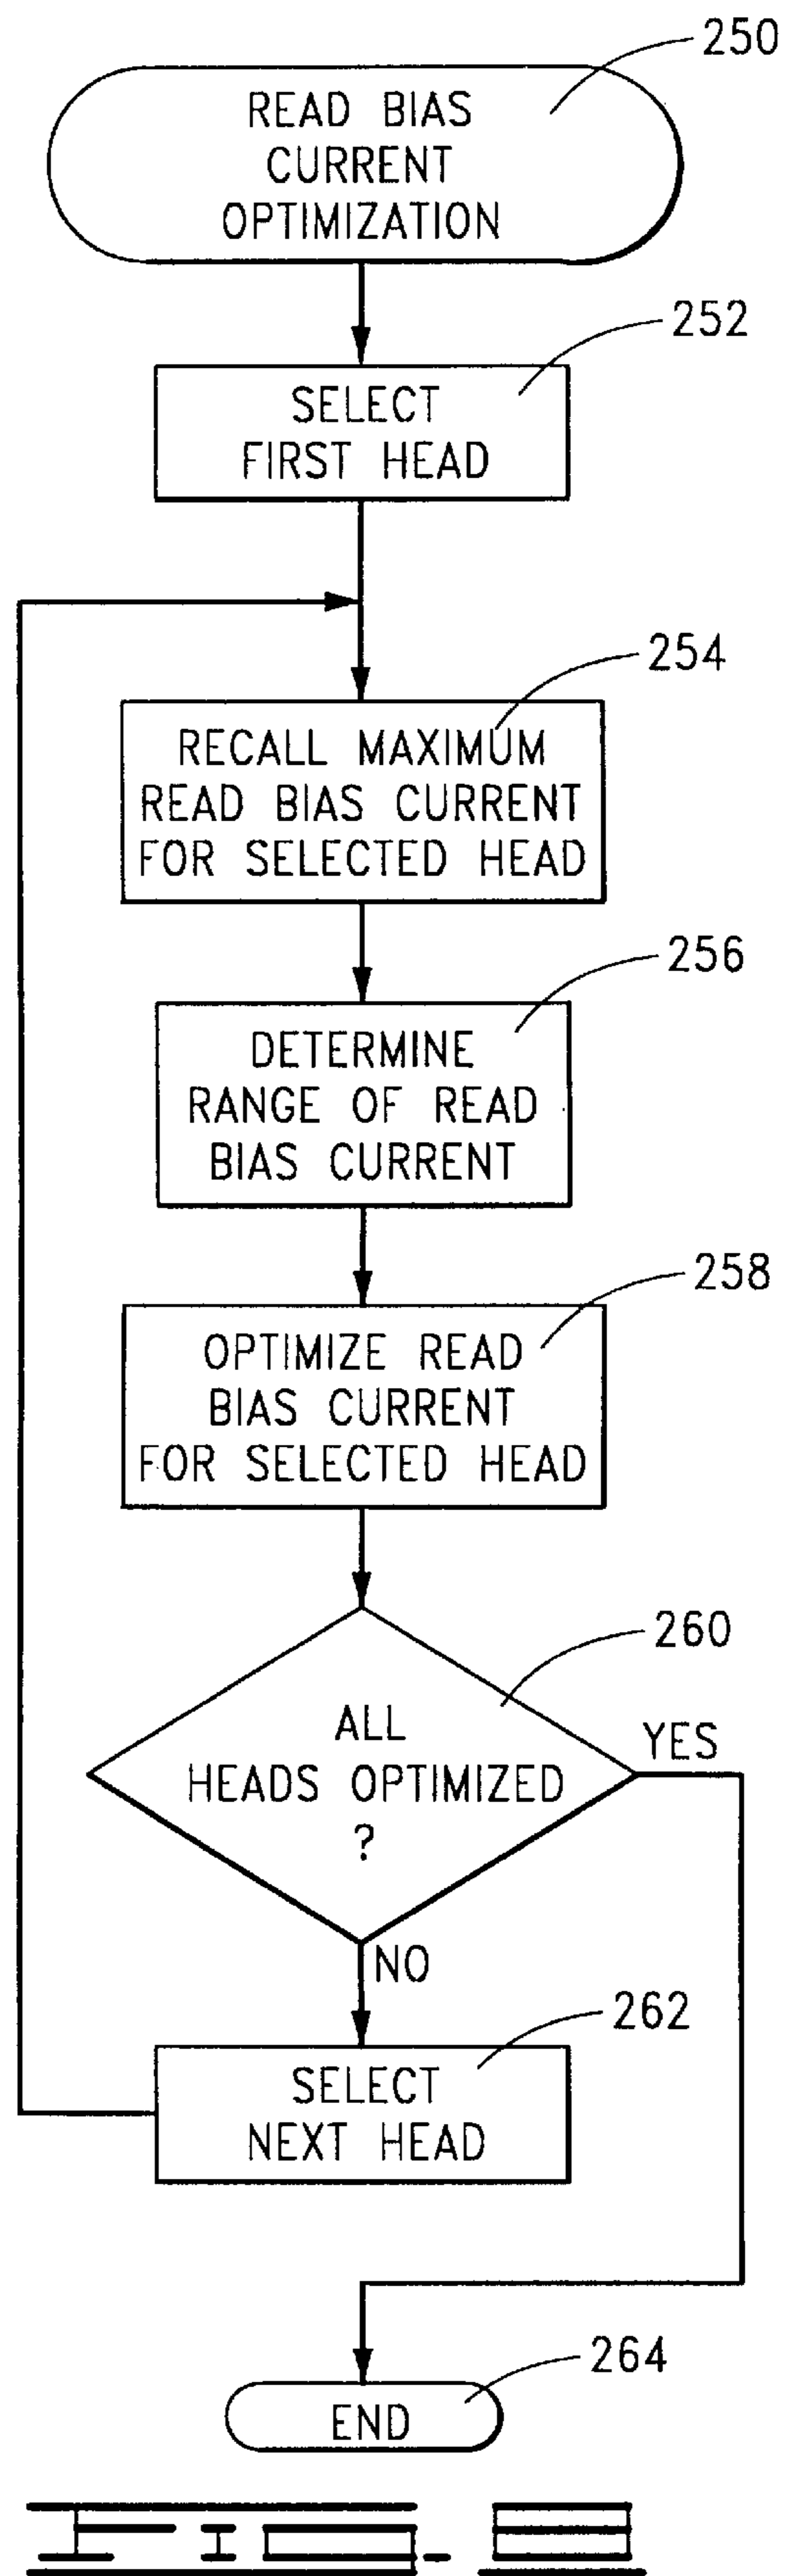 250
READ BIAS
CURRENT
OPTIMIZATION
252
SELECT
FIRST HEAD
254
RECALL MAXIMUM
READ BIAS CURRENT
FOR SELECTED HEAD
256
DETERMINE
RANGE OF READ
BIAS CURRENT
258
OPTIMIZE READ
BIAS CURRENT
FOR SELECTED HEAD
260
ALL
HEADS OPTIMIZED
?
YES
NO
262
SELECT
NEXT HEAD
264
END